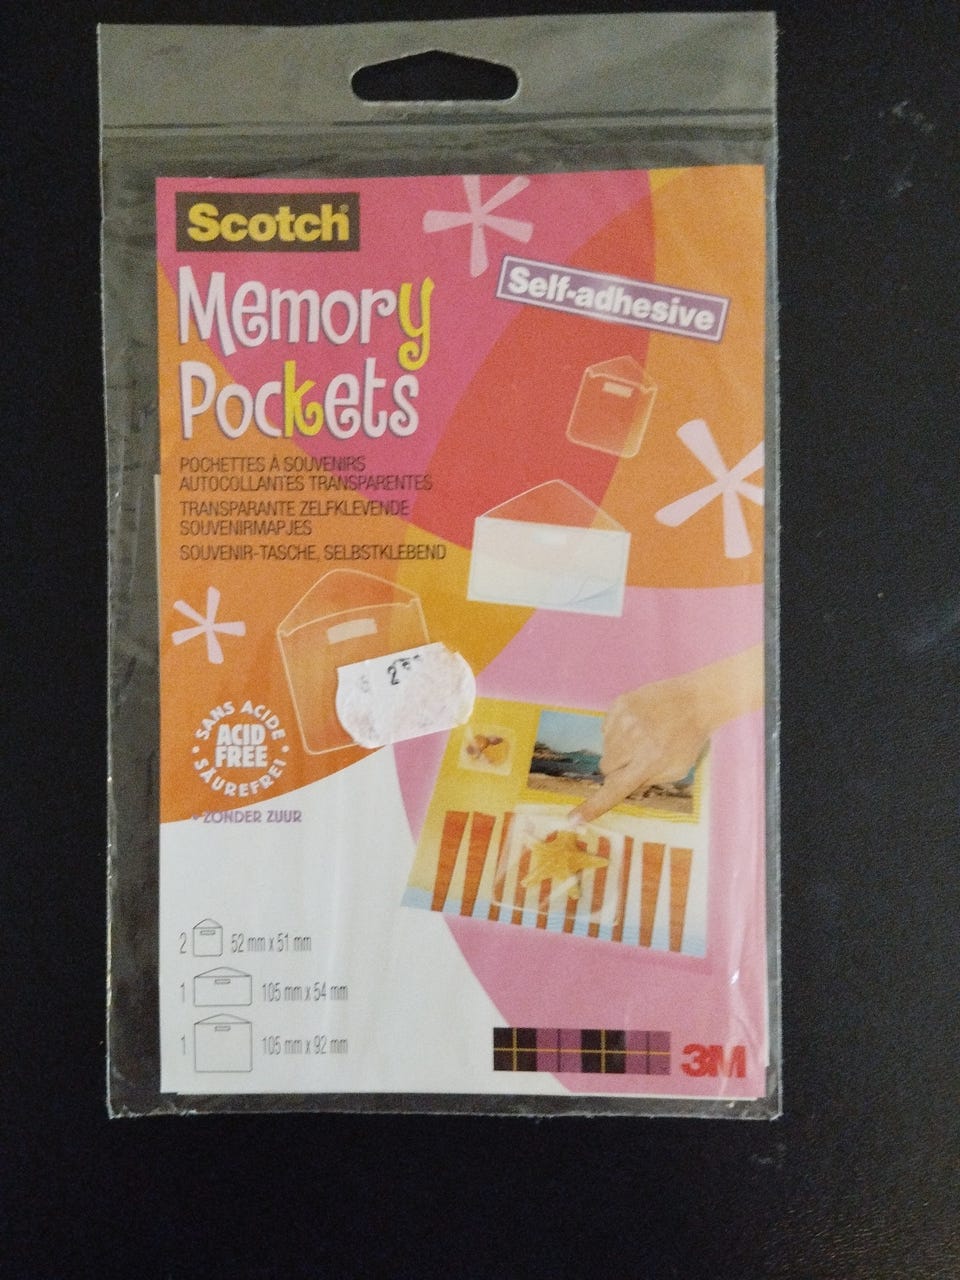 Scotch®
Memory
Pockets
Self-adhesive
POCHETTES À SOUVENIRS
AUTOCOLLANTES TRANSPARENTES
TRANSPARANTE ZELFKLEVENDE
SOUVENIRMAPJES
SOUVENIR-TASCHE, SELBSTKLEBEND
• SANS ACIDE •
ACID
FREE
SÄUREFREI
• ZONDER ZUUR
2 52 mm x 51 mm
1 105 mm x 54 mm
1 105 mm x 92 mm
3M